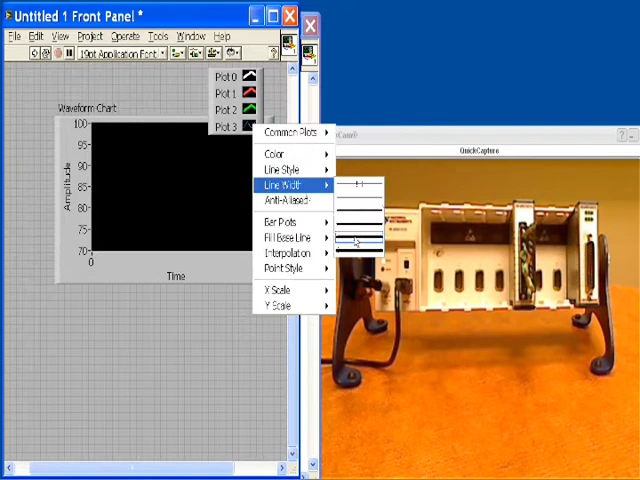 Untitled 1 Front Panel *
File Edit View Project Operate Tools Window Help
19pt Application Font
Plot 0
Plot 1
Plot 2
Plot 3
Waveform Chart
100
95
90
85
80
75
70
Amplitude
0
Time
Common Plots
Color
Line Style
Line Width
Anti-Aliased
Bar Plots
Fill Base Line
Interpolation
Point Style
X Scale
Y Scale
QuickCapture